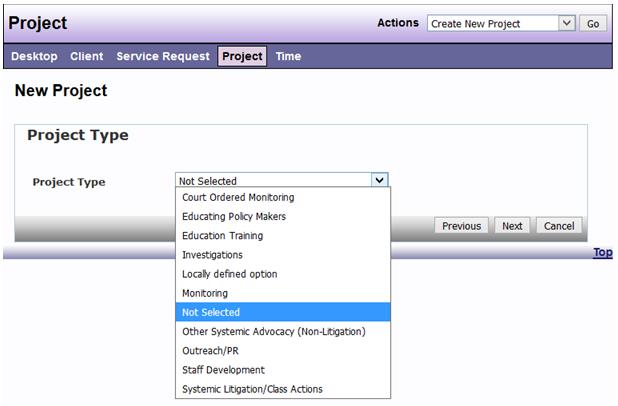 Project Actions Create New Project Go
Desktop Client Service Request Project Time
New Project
Project Type
Project Type Not Selected
Court Ordered Monitoring
Educating Policy Makers
Education Training
Investigations
Locally defined option
Monitoring
Not Selected
Other Systemic Advocacy (Non-Litigation)
Outreach/PR
Staff Development
Systemic Litigation/Class Actions
Previous Next Cancel
Top